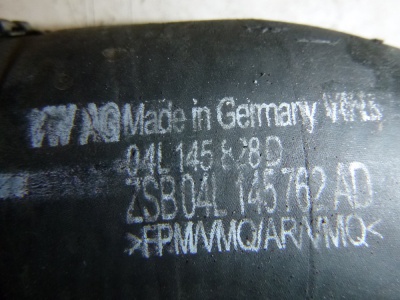 VW AG Made in Germany
04L 145 828 D
ZSB 04L 145 762 AD
>FPM/VMQ/AR/VMQ<